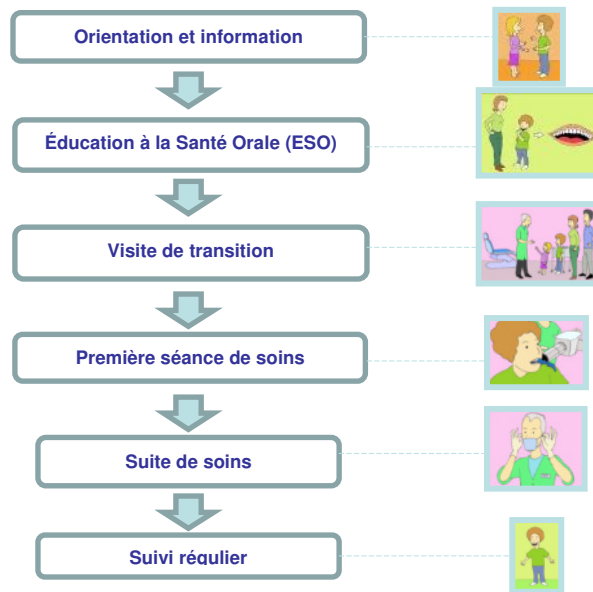 Orientation et information
Éducation à la Santé Orale (ESO)
Visite de transition
Première séance de soins
Suite de soins
Suivi régulier